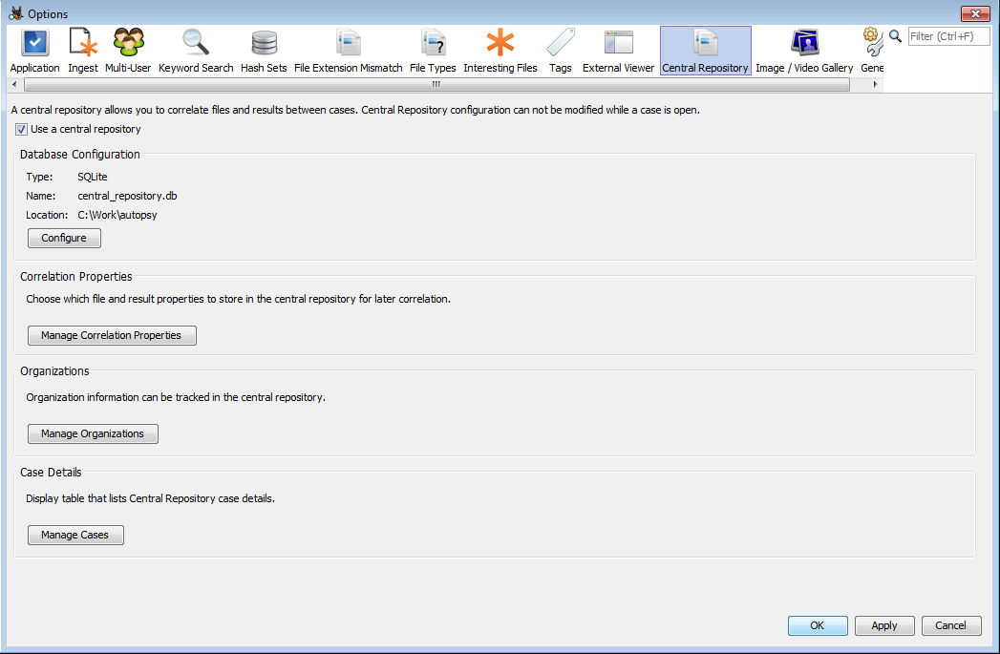 Options
Application Ingest Multi-User Keyword Search Hash Sets File Extension Mismatch File Types Interesting Files Tags External Viewer Central Repository Image / Video Gallery Gene
Filter (Ctrl+F)
A central repository allows you to correlate files and results between cases. Central Repository configuration can not be modified while a case is open.
Use a central repository
Database Configuration
Type: SQLite
Name: central_repository.db
Location: C:\Work\autopsy
Configure
Correlation Properties
Choose which file and result properties to store in the central repository for later correlation.
Manage Correlation Properties
Organizations
Organization information can be tracked in the central repository.
Manage Organizations
Case Details
Display table that lists Central Repository case details.
Manage Cases
OK Apply Cancel